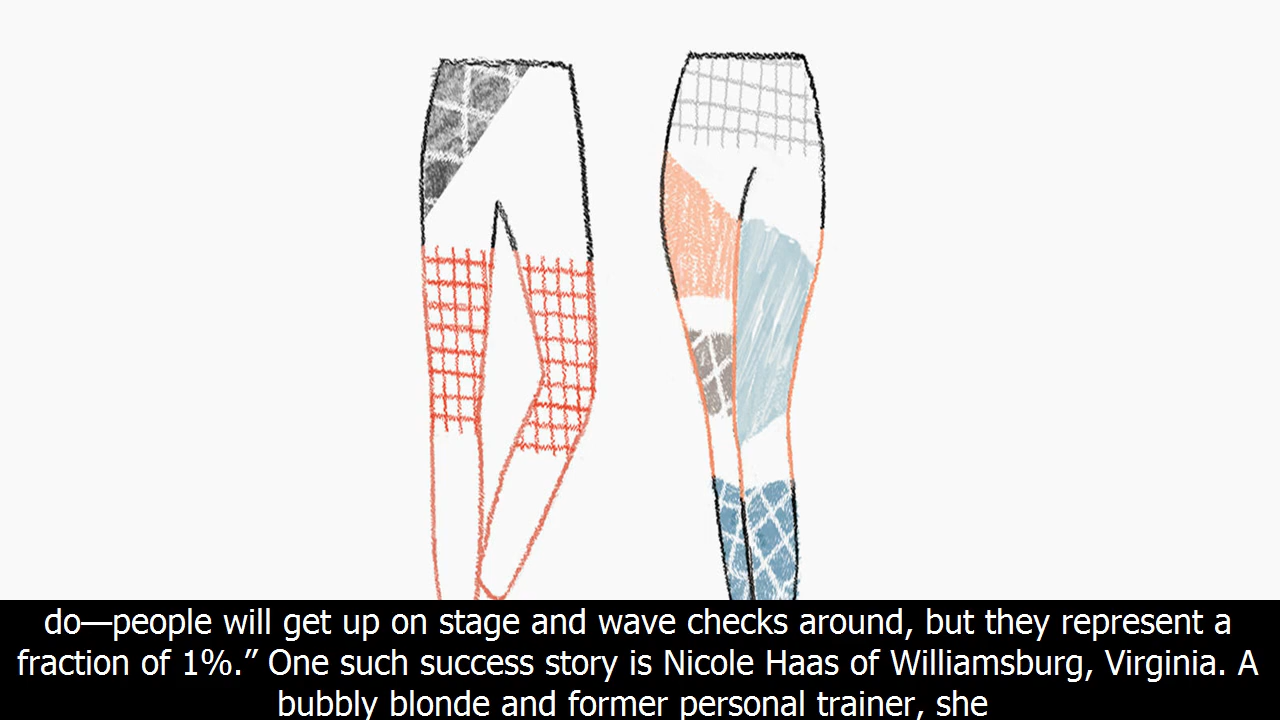 do—people will get up on stage and wave checks around, but they represent a
fraction of 1%.” One such success story is Nicole Haas of Williamsburg, Virginia. A
bubbly blonde and former personal trainer, she